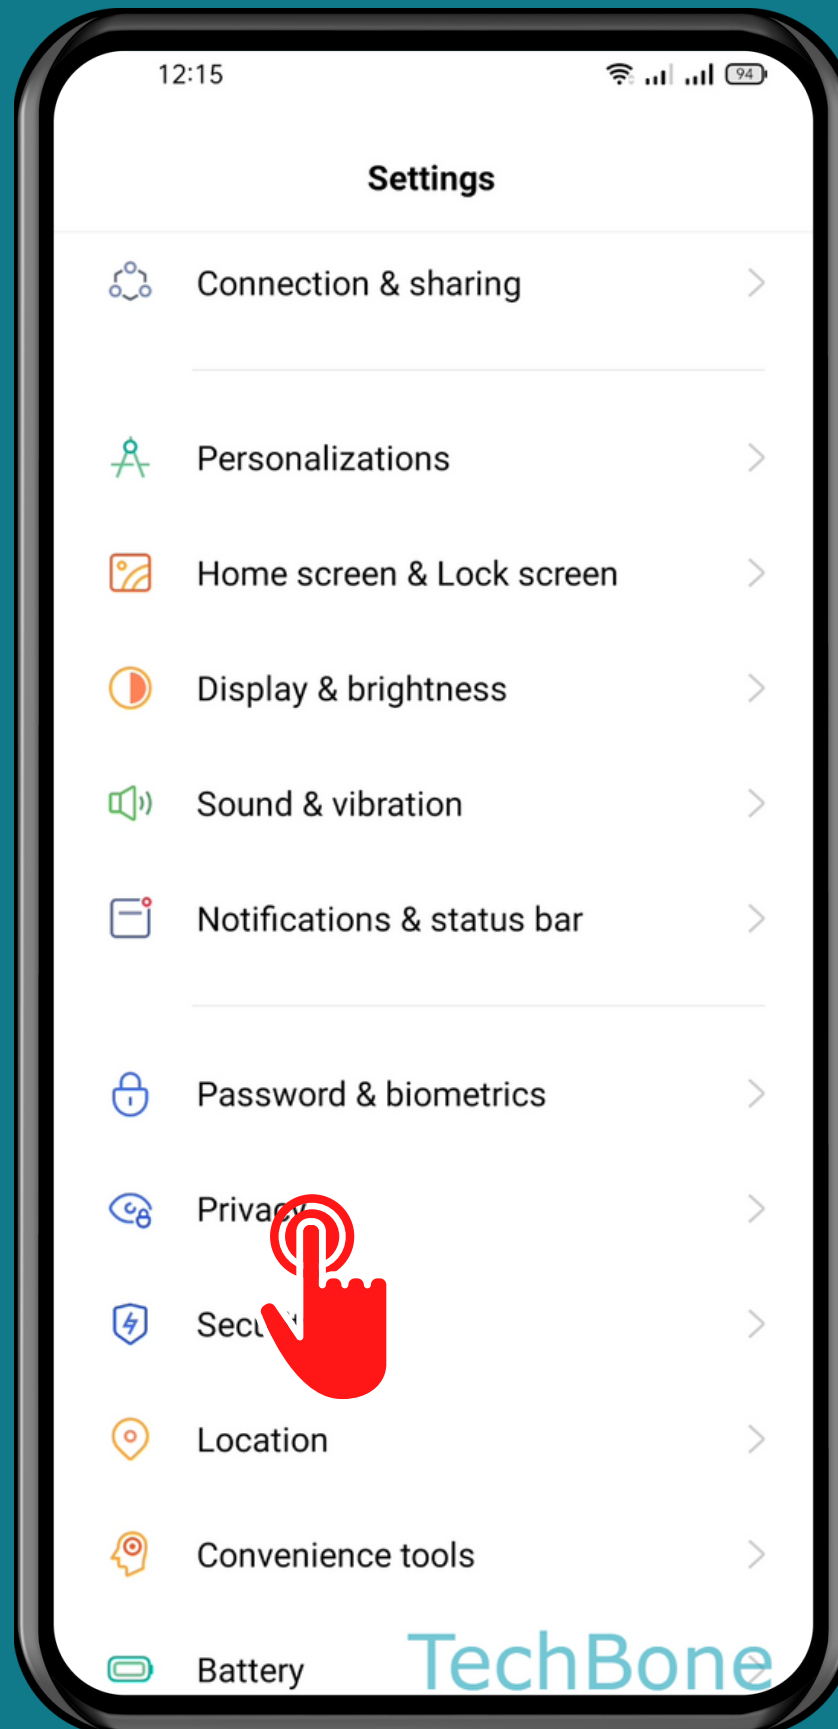 12:15
94
Settings
Connection & sharing
Personalizations
Home screen & Lock screen
Display & brightness
Sound & vibration
Notifications & status bar
Password & biometrics
Privacy
Location
Convenience tools
Battery
TechBone